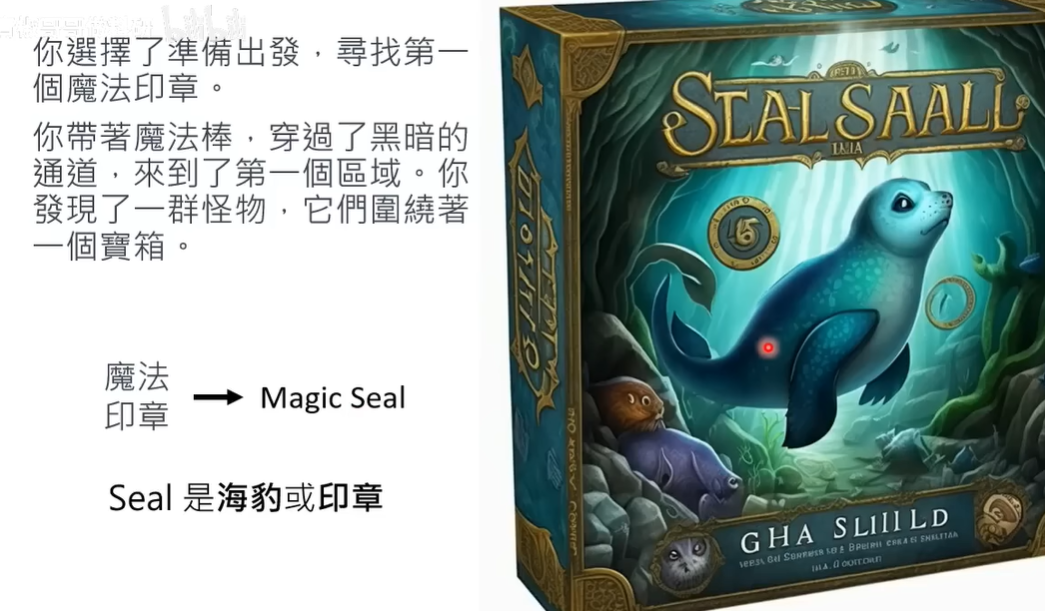 你選擇了準備出發，尋找第一
個魔法印章。
你帶著魔法棒，穿過了黑暗的
通道，來到了第一個區域。你
發現了一群怪物，它們圍繞著
一個寶箱。
魔法
印章
Magic Seal
Seal 是海豹或印章
STALSAALL
GHA SLIIILD